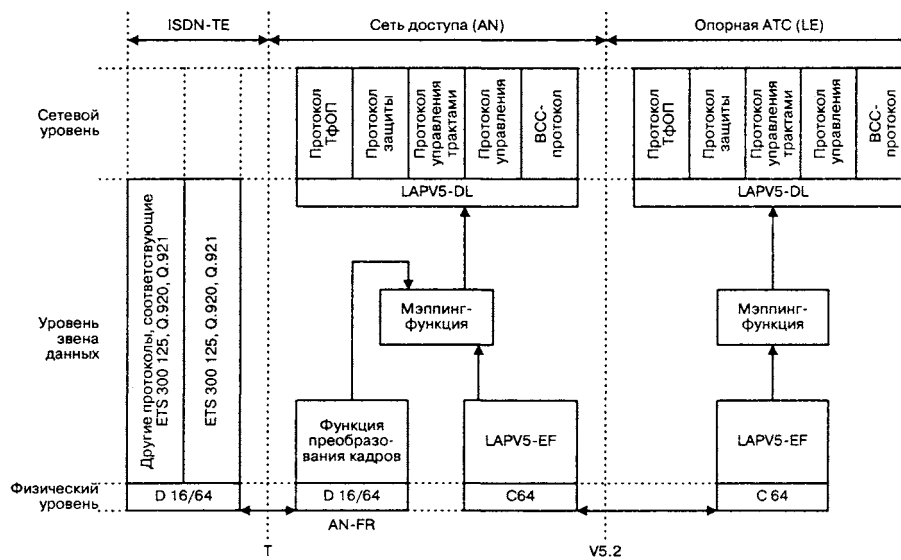 ISDN-TE
Сеть доступа (AN)
Опорная АТС (LE)
Сетевой
уровень
Протокол
ТфОП
Протокол
защиты
Протокол
управления
трактами
Протокол
управления
ВСС-
протокол
Протокол
ТфОП
Протокол
защиты
Протокол
управления
трактами
Протокол
управления
ВСС-
протокол
LAPV5-DL
LAPV5-DL
Другие протоколы, соответствующие
ETS 300 125, Q.920, Q.921
ETS 300 125, Q.920, Q.921
Уровень
звена
данных
Мэппинг-
функция
Мэппинг-
функция
Функция
преобразо-
вания кадров
LAPV5-EF
LAPV5-EF
Физический
уровень
D 16/64
D 16/64
C64
C 64
AN-FR
T
V5.2